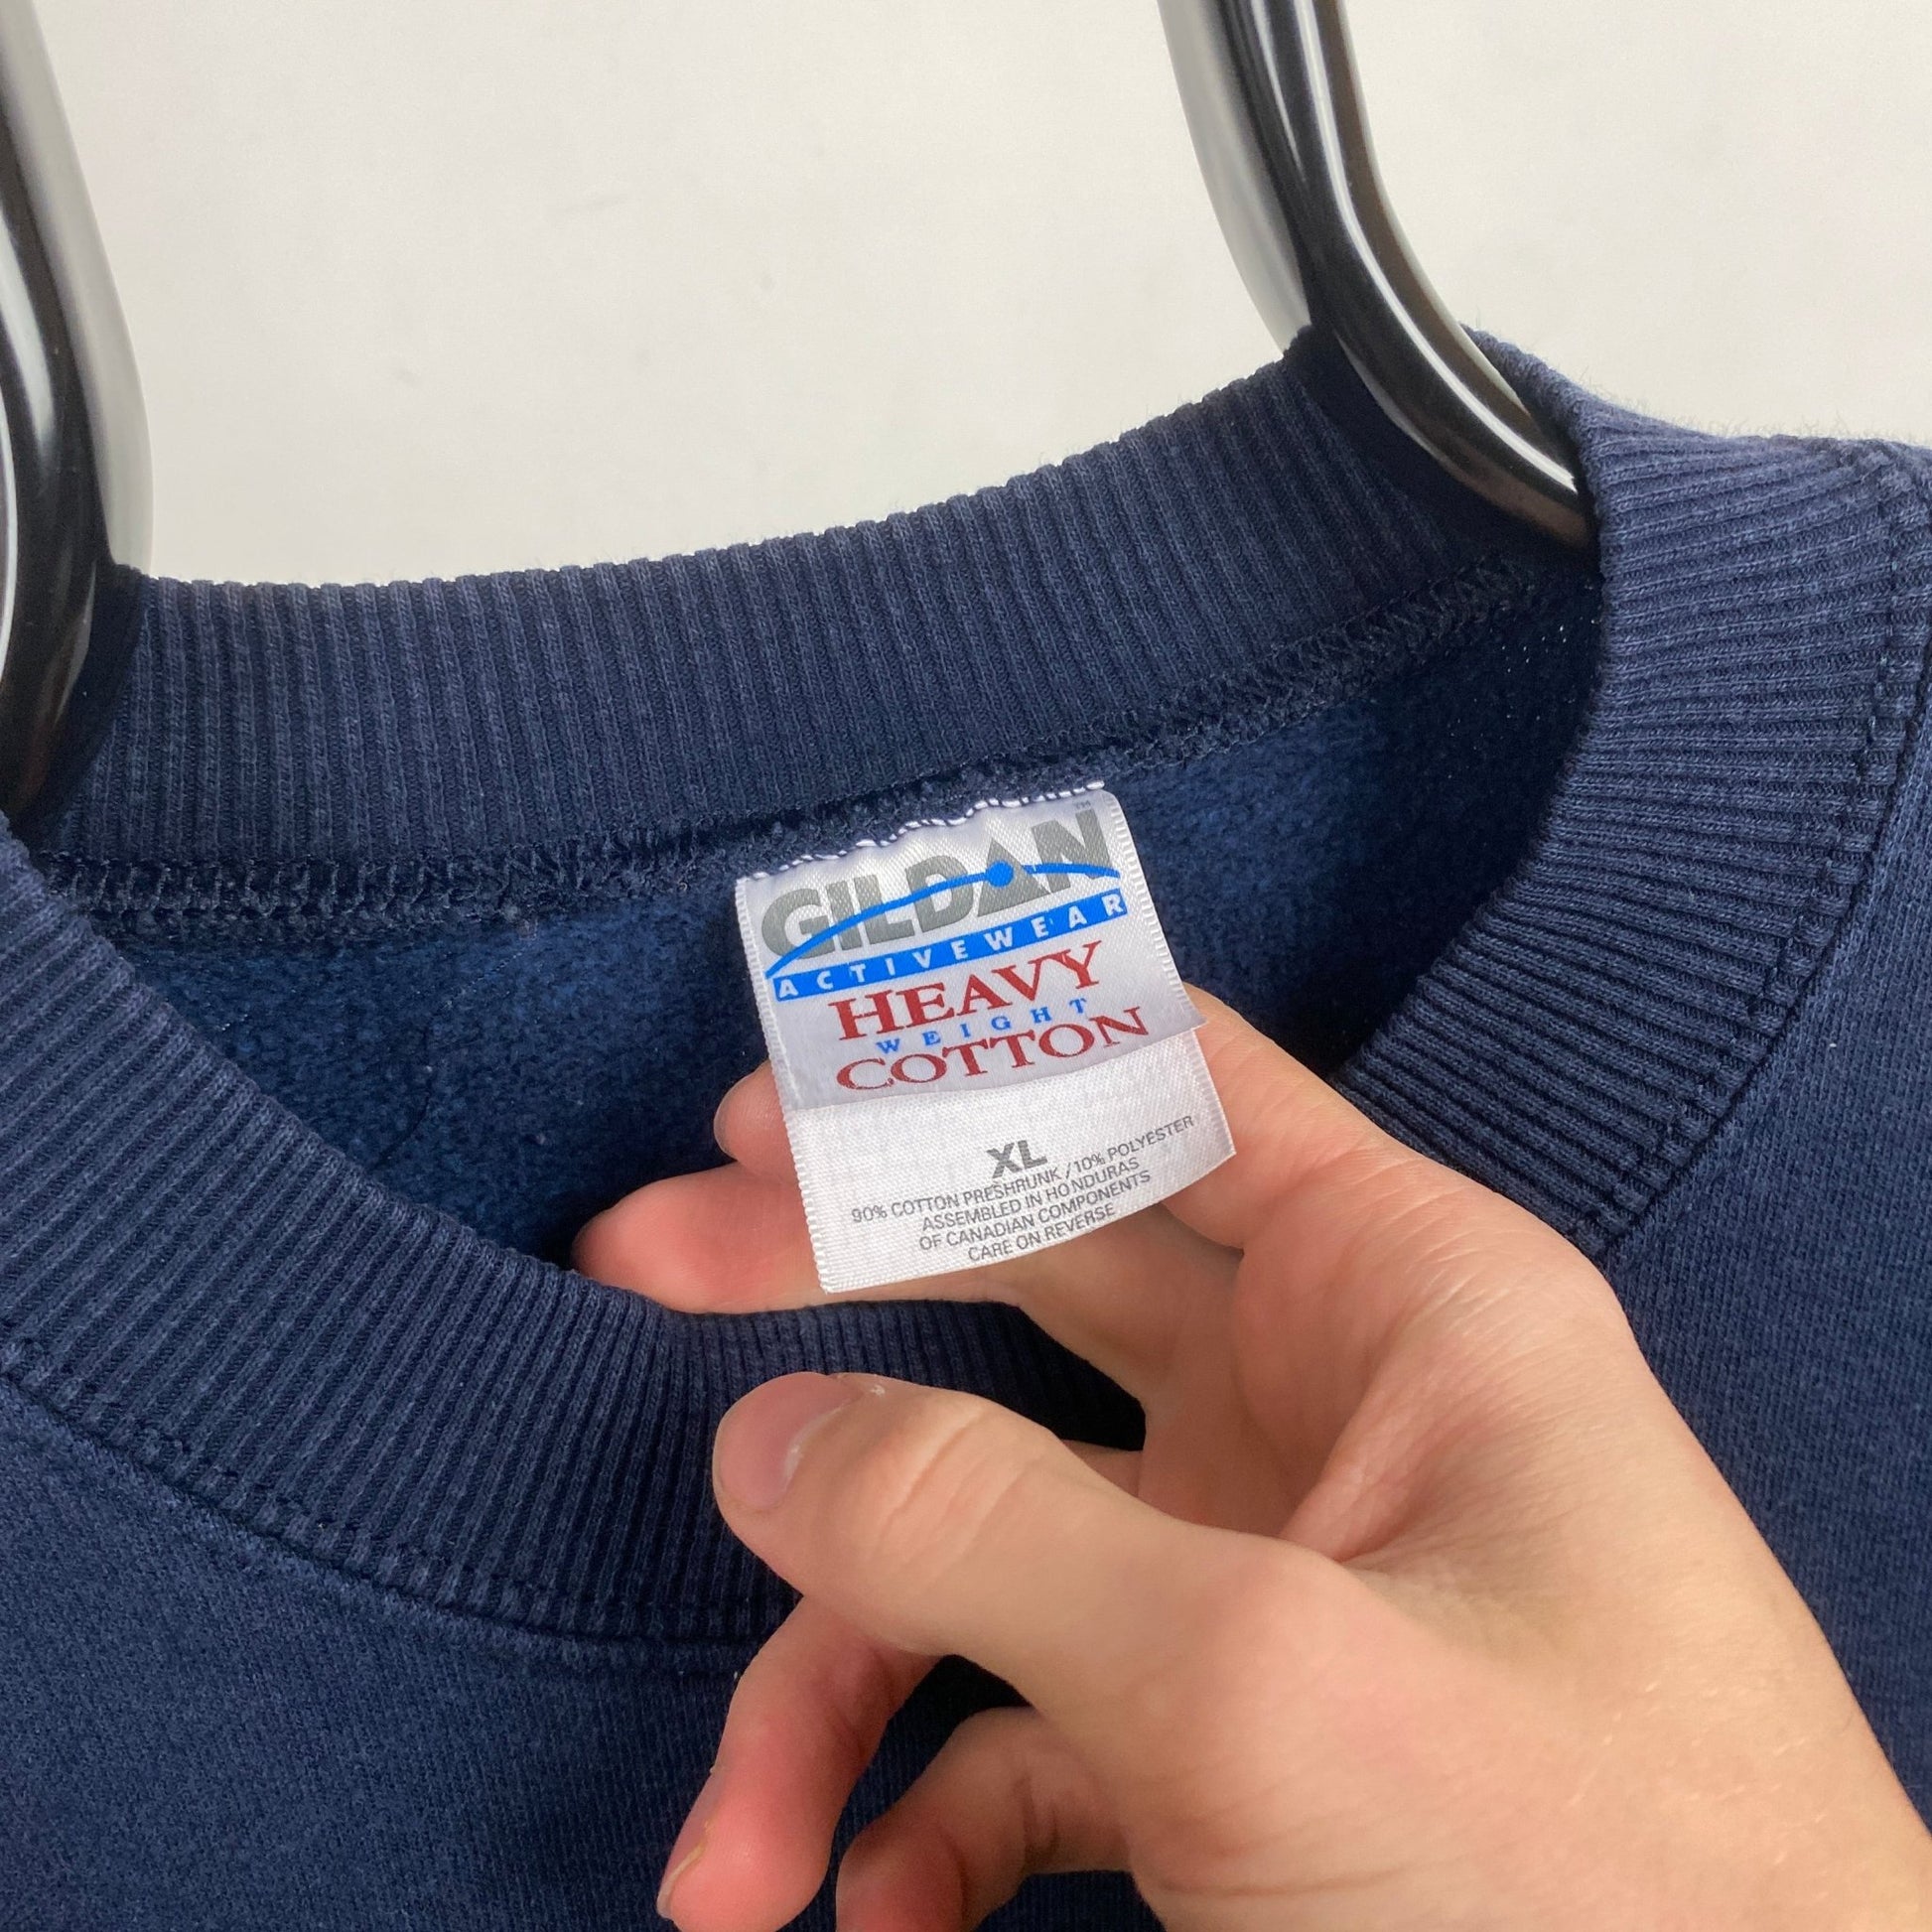 GILDAN™
ACTIVEWEAR
HEAVY
WEIGHT
COTTON
XL
90% COTTON PRESHRUNK / 10% POLYESTER
ASSEMBLED IN HONDURAS
OF CANADIAN COMPONENTS
CARE ON REVERSE